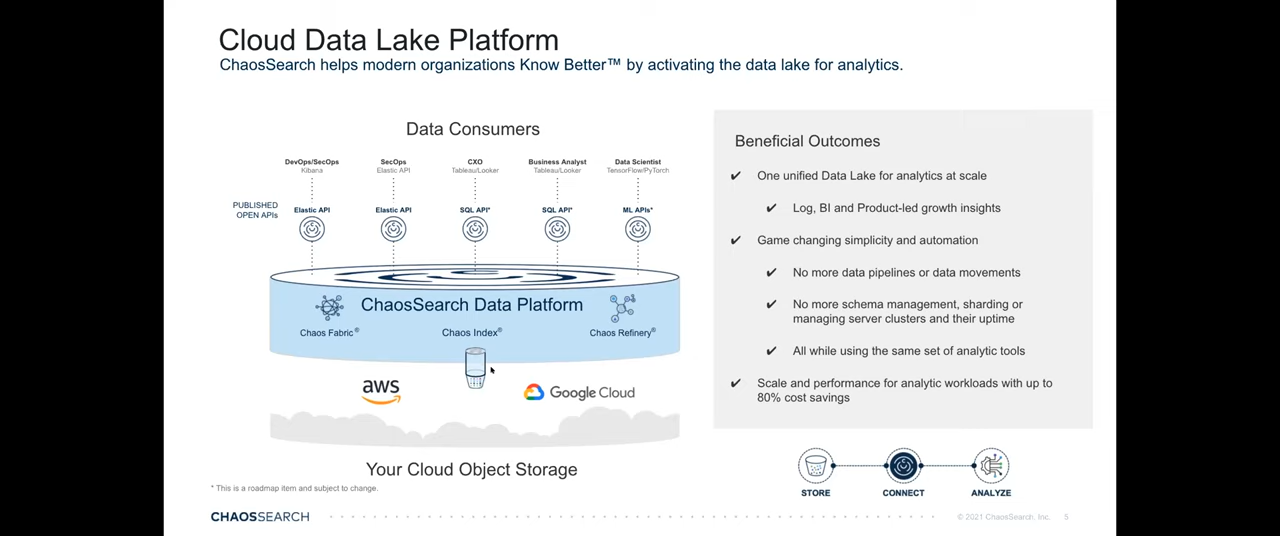 Cloud Data Lake Platform
ChaosSearch helps modern organizations Know Better™ by activating the data lake for analytics.
Data Consumers
DevOps/SecOps
Kibana
SecOps
Elastic API
CXO
Tableau/Looker
Business Analyst
Tableau/Looker
Data Scientist
TensorFlow/PyTorch
PUBLISHED
OPEN APIs
Elastic API
Elastic API
SQL API*
SQL API*
ML APIs*
ChaosSearch Data Platform
Chaos Fabric®
Chaos Index®
Chaos Refinery®
aws
Google Cloud
Your Cloud Object Storage
* This is a roadmap item and subject to change.
Beneficial Outcomes
✔ One unified Data Lake for analytics at scale
✔ Log, BI and Product-led growth insights
✔ Game changing simplicity and automation
✔ No more data pipelines or data movements
✔ No more schema management, sharding or
managing server clusters and their uptime
✔ All while using the same set of analytic tools
✔ Scale and performance for analytic workloads with up to
80% cost savings
STORE
CONNECT
ANALYZE
CHAOSSEARCH
© 2021 ChaosSearch, Inc.
5